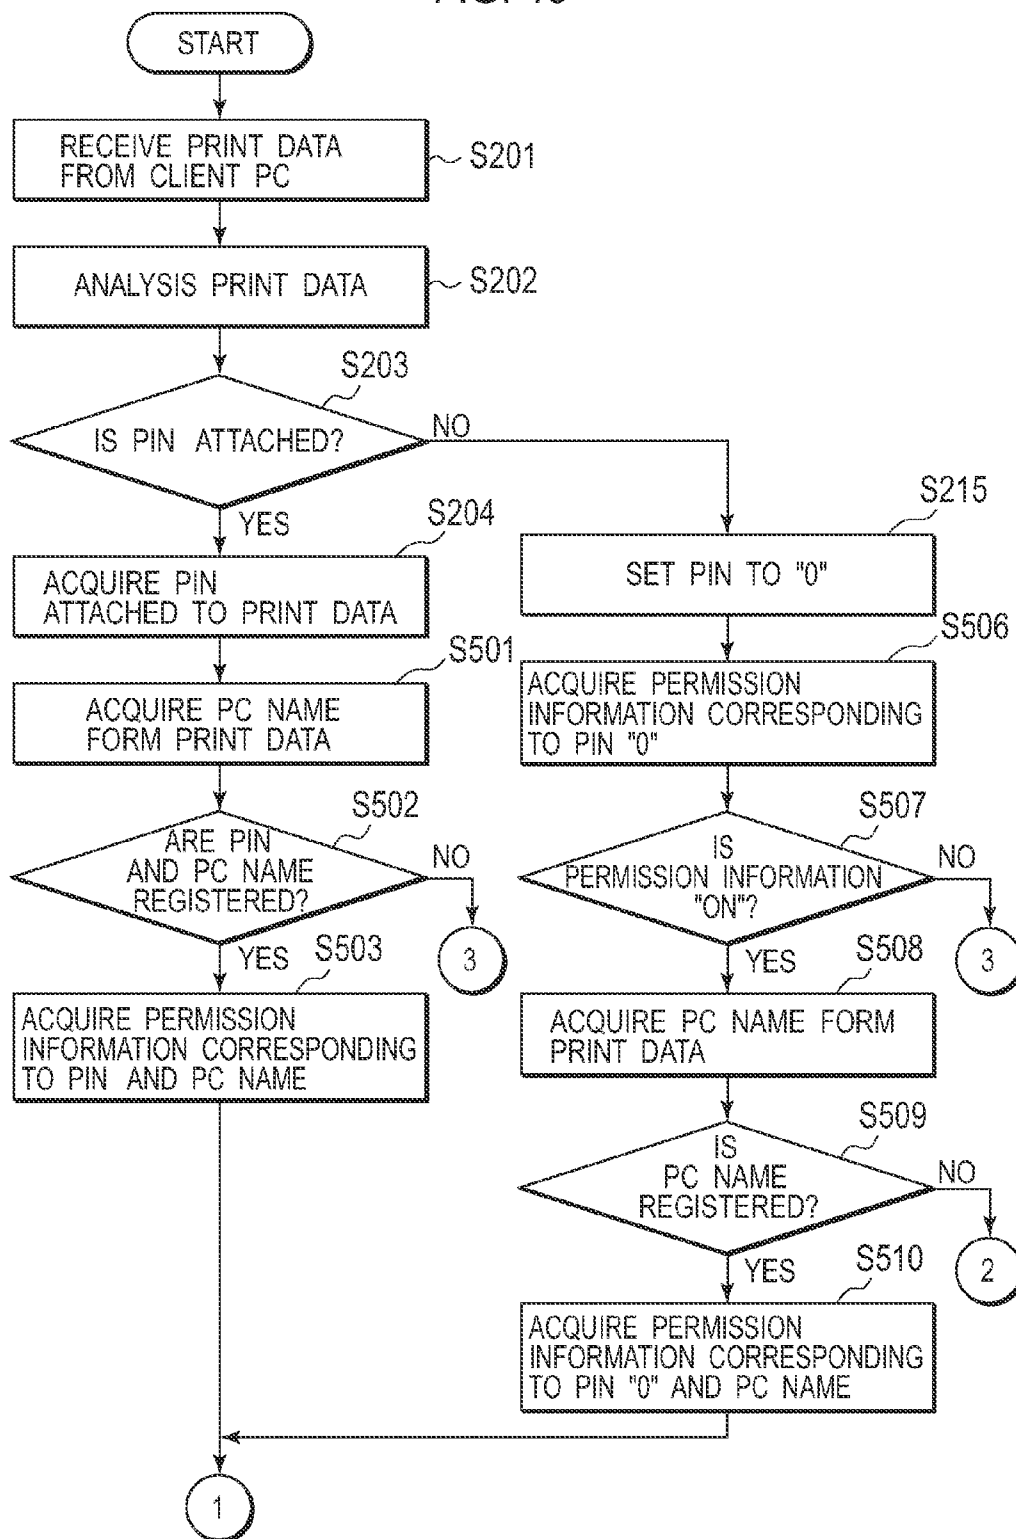 START
RECEIVE PRINT DATA
FROM CLIENT PC
S201
ANALYSIS PRINT DATA
S202
S203
IS PIN ATTACHED?
NO
YES
S204
ACQUIRE PIN
ATTACHED TO PRINT DATA
S501
ACQUIRE PC NAME
FORM PRINT DATA
S502
ARE PIN
AND PC NAME
REGISTERED?
NO
3
YES
S503
ACQUIRE PERMISSION
INFORMATION CORRESPONDING
TO PIN AND PC NAME
S215
SET PIN TO "0"
S506
ACQUIRE PERMISSION
INFORMATION CORRESPONDING
TO PIN "0"
S507
IS
PERMISSION INFORMATION
"ON"?
NO
3
YES
S508
ACQUIRE PC NAME FORM
PRINT DATA
S509
IS
PC NAME
REGISTERED?
NO
2
YES
S510
ACQUIRE PERMISSION
INFORMATION CORRESPONDING
TO PIN "0" AND PC NAME
1